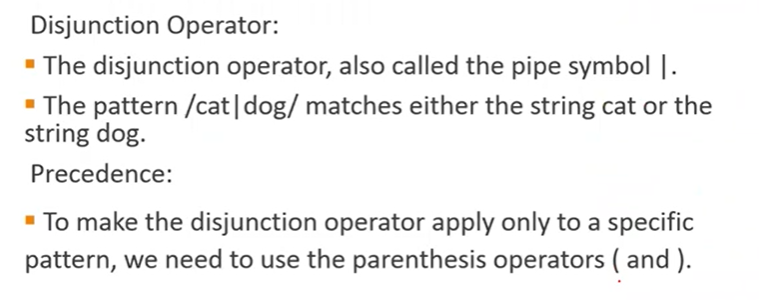 Disjunction Operator:
▪ The disjunction operator, also called the pipe symbol |.
▪ The pattern /cat|dog/ matches either the string cat or the
string dog.
Precedence:
▪ To make the disjunction operator apply only to a specific
pattern, we need to use the parenthesis operators ( and ).